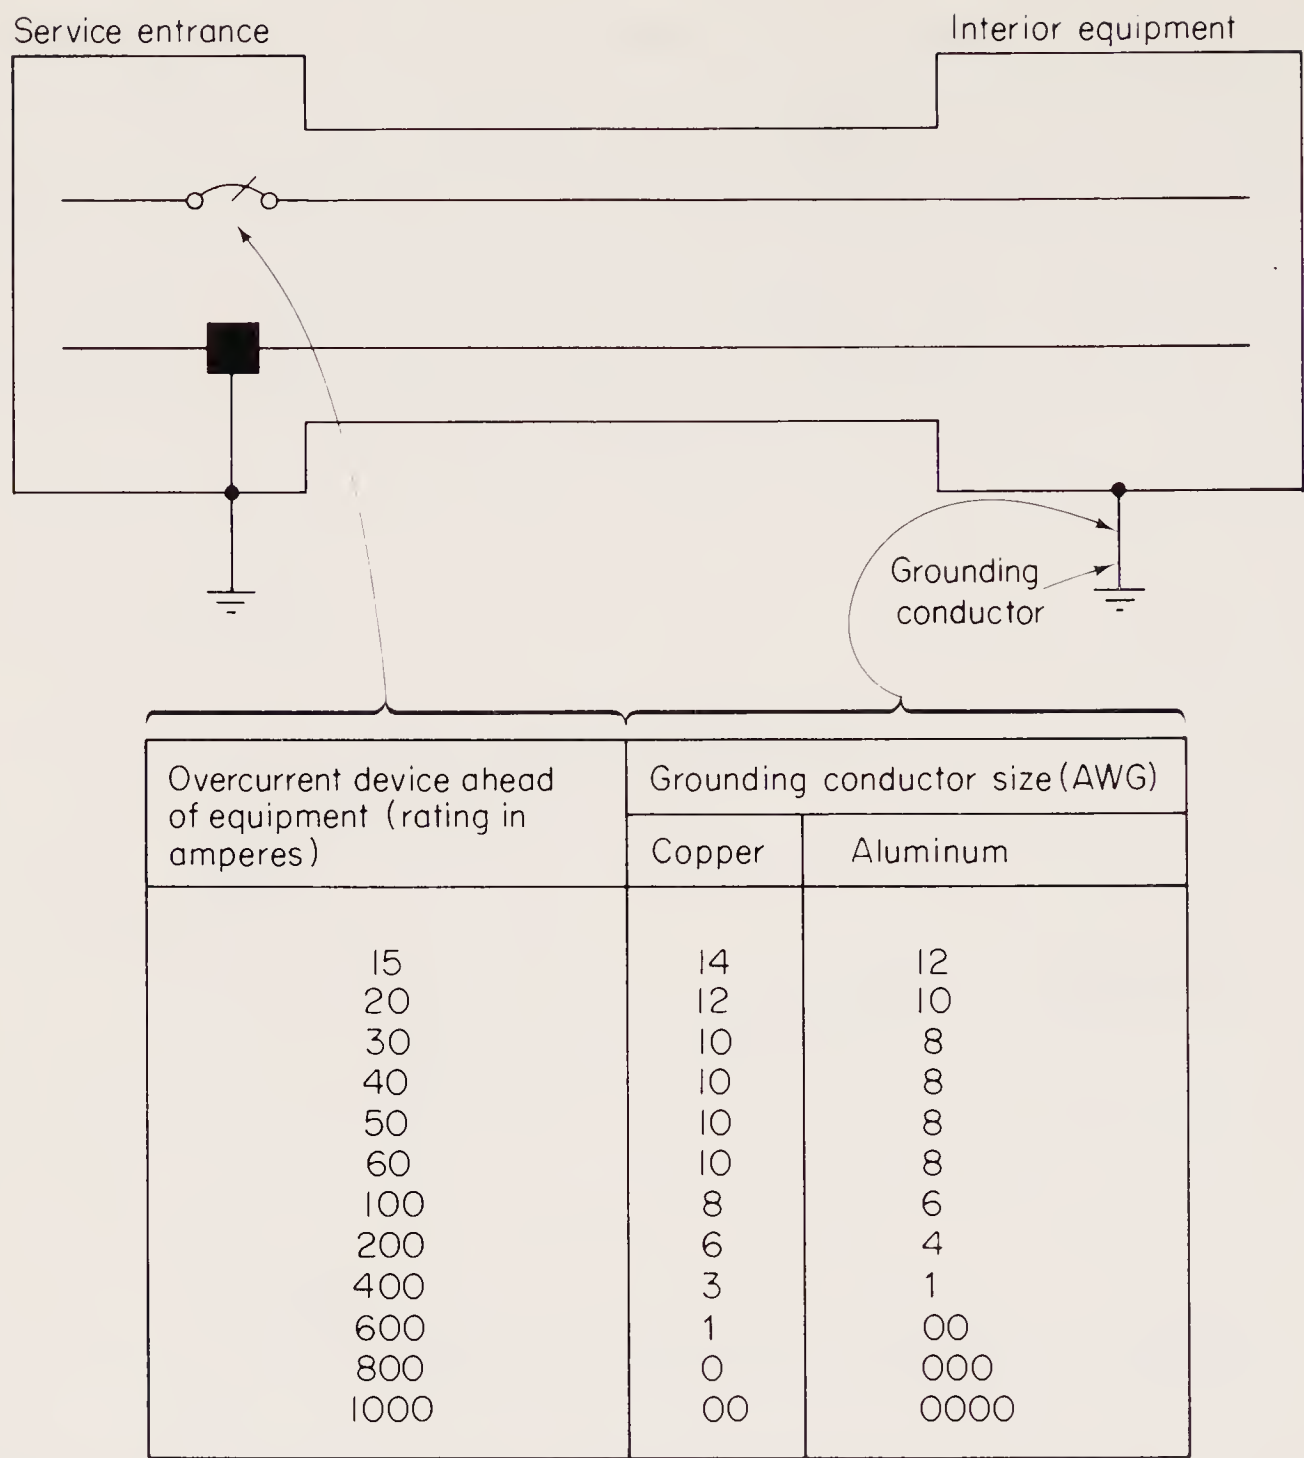 Service entrance
Interior equipment
Grounding
conductor
Overcurrent device ahead
of equipment (rating in
amperes)
Grounding conductor size (AWG)
Copper Aluminum
15 14 12
20 12 10
30 10 8
40 10 8
50 10 8
60 10 8
100 8 6
200 6 4
400 3 1
600 1 00
800 0 000
1000 00 0000